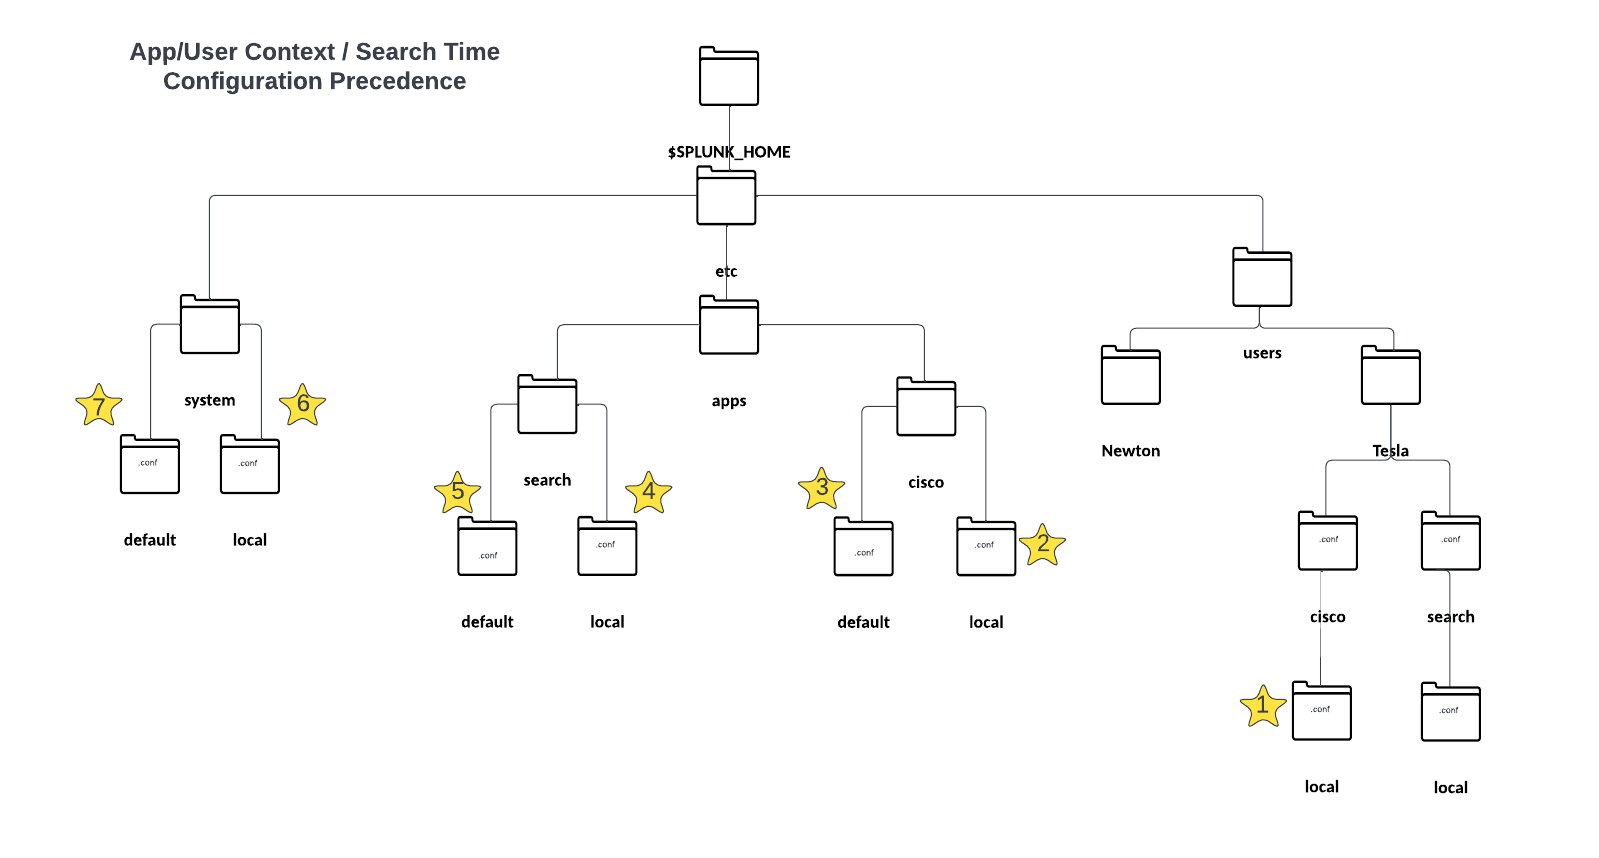 App/User Context / Search Time
Configuration Precedence
$SPLUNK_HOME
etc
users
system
apps
7
6
Newton
Tesla
.conf
.conf
search
cisco
5
4
3
2
default
local
.conf
.conf
.conf
.conf
.conf
.conf
default
local
default
local
cisco
search
1
.conf
.conf
local
local